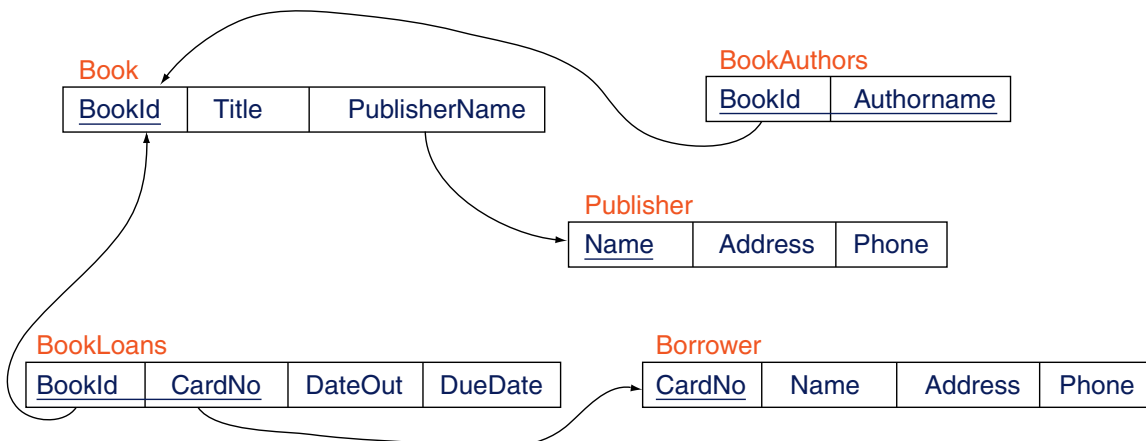 Book
BookId Title PublisherName
BookAuthors
BookId Authorname
Publisher
Name Address Phone
BookLoans
BookId CardNo DateOut DueDate
Borrower
CardNo Name Address Phone